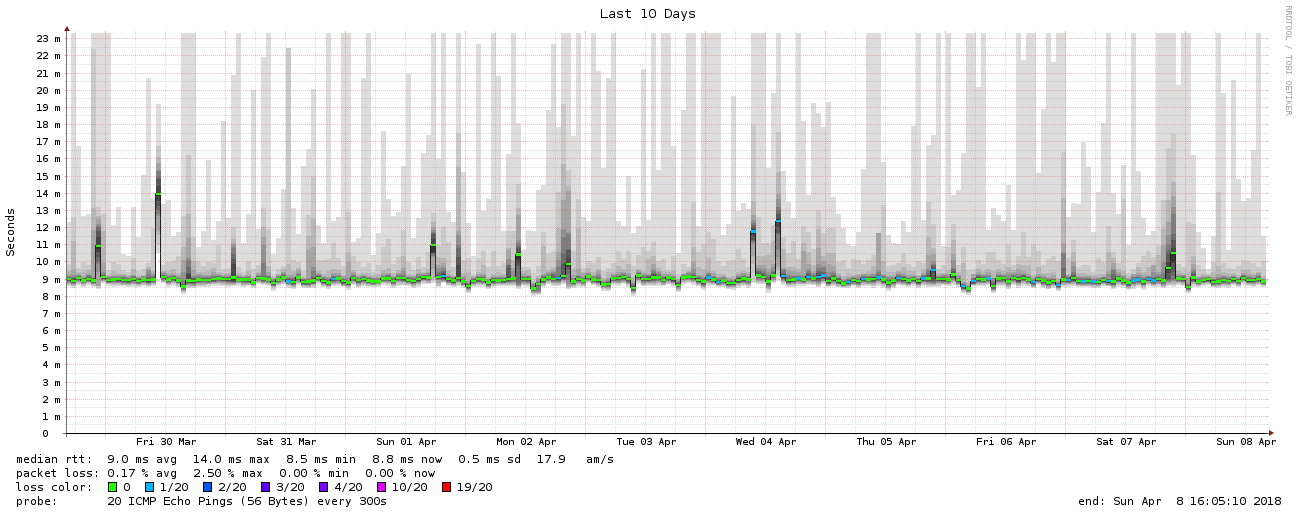 Last 10 Days
RRDTOOL / TOBI OETIKER
Seconds
23 m
22 m
21 m
20 m
19 m
18 m
17 m
16 m
15 m
14 m
13 m
12 m
11 m
10 m
9 m
8 m
7 m
6 m
5 m
4 m
3 m
2 m
1 m
0
Fri 30 Mar Sat 31 Mar Sun 01 Apr Mon 02 Apr Tue 03 Apr Wed 04 Apr Thu 05 Apr Fri 06 Apr Sat 07 Apr Sun 08 Apr
median rtt: 9.0 ms avg 14.0 ms max 8.5 ms min 8.8 ms now 0.5 ms sd 17.9 am/s
packet loss: 0.17 % avg 2.50 % max 0.00 % min 0.00 % now
loss color: 0 1/20 2/20 3/20 4/20 10/20 19/20
probe: 20 ICMP Echo Pings (56 Bytes) every 300s end: Sun Apr 8 16:05:10 2018